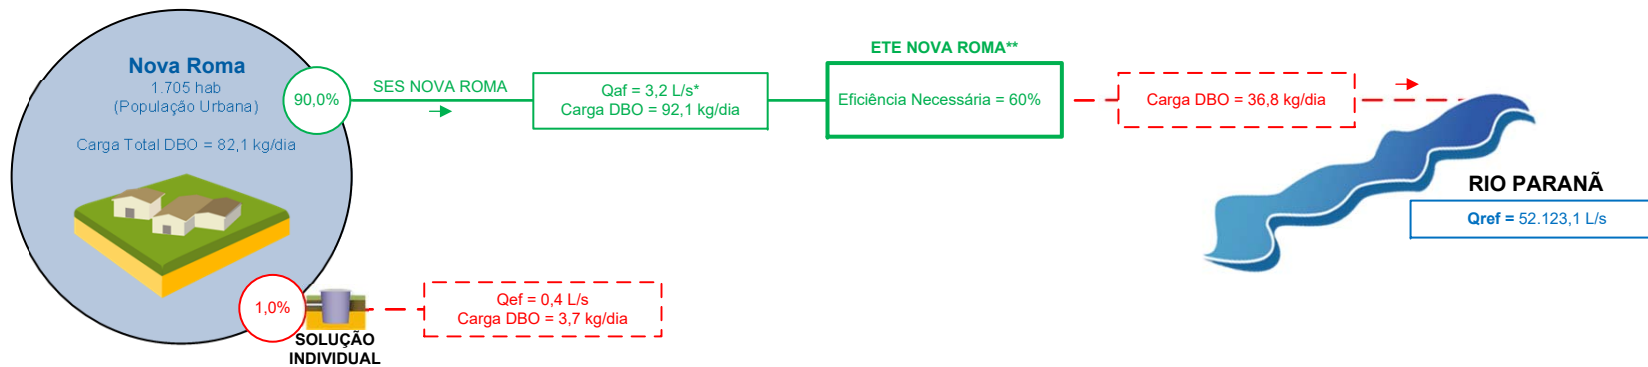 Nova Roma
1.705 hab
(População Urbana)
Carga Total DBO = 82,1 kg/dia
90,0%
SES NOVA ROMA
Qaf = 3,2 L/s*
Carga DBO = 92,1 kg/dia
ETE NOVA ROMA**
Eficiência Necessária = 60%
Carga DBO = 36,8 kg/dia
RIO PARANÃ
Qref = 52.123,1 L/s
1,0%
SOLUÇÃO
INDIVIDUAL
Qef = 0,4 L/s
Carga DBO = 3,7 kg/dia